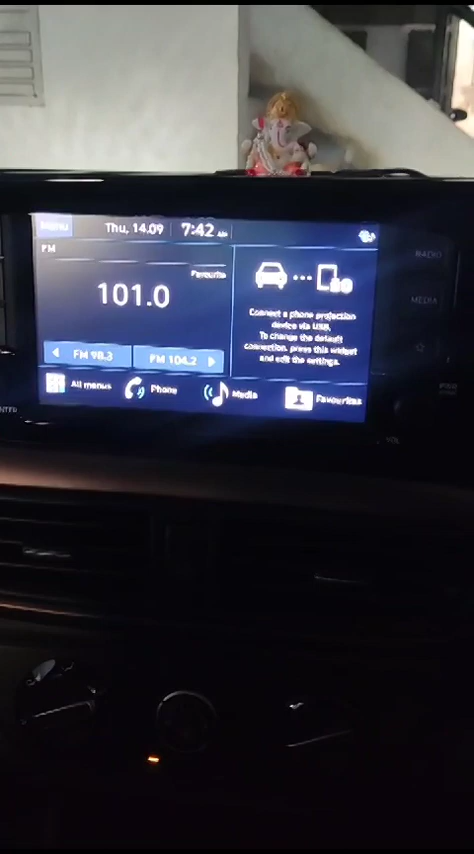 Menu Thu, 14.09 7:42 AM
FM
Favourite
101.0
FM 98.3 FM 104.2
Connect a phone projection
device via USB.
To change the default
connection, press this widget
and edit the settings.
All menus Phone Media Favourites
RADIO
MEDIA
VOL